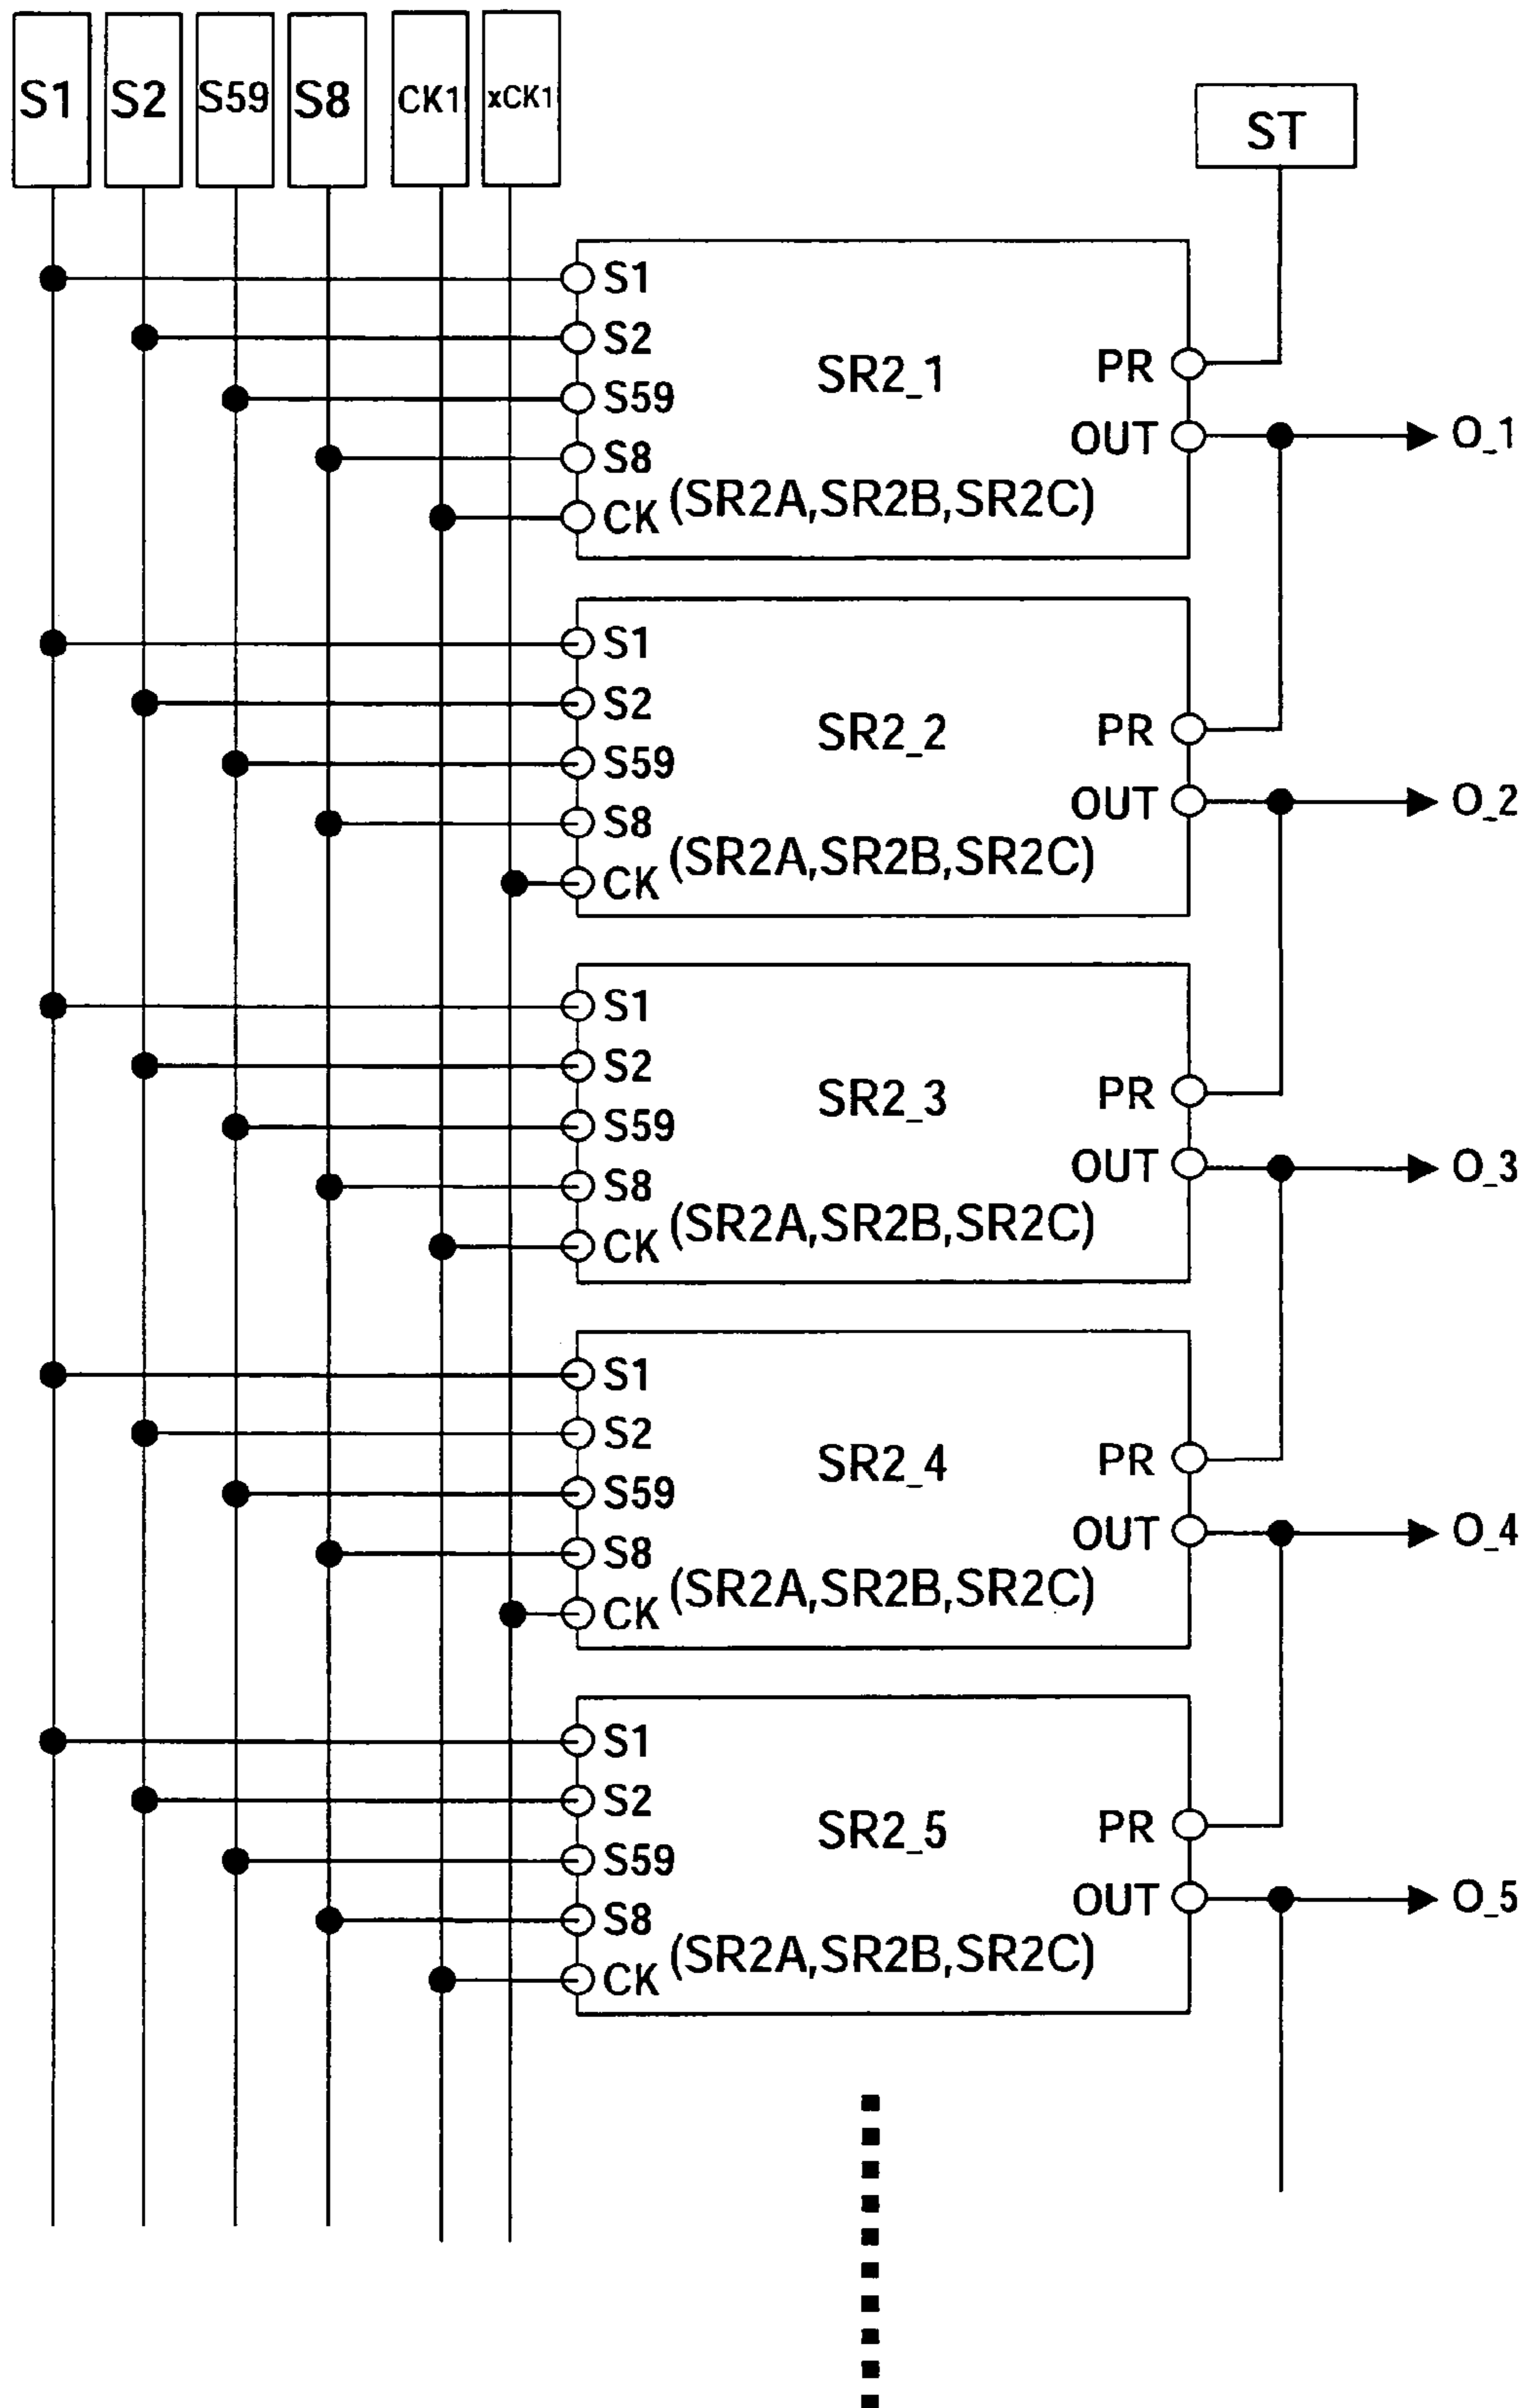 S1 S2 S59 S8 CK1 xCK1
ST
S1
S2
SR2_1
PR
S59
OUT
O_1
S8
(SR2A,SR2B,SR2C)
CK
S1
S2
SR2_2
PR
S59
OUT
O_2
S8
(SR2A,SR2B,SR2C)
CK
S1
S2
SR2_3
PR
S59
OUT
O_3
S8
(SR2A,SR2B,SR2C)
CK
S1
S2
SR2_4
PR
S59
OUT
O_4
S8
(SR2A,SR2B,SR2C)
CK
S1
S2
SR2_5
PR
S59
OUT
O_5
S8
(SR2A,SR2B,SR2C)
CK